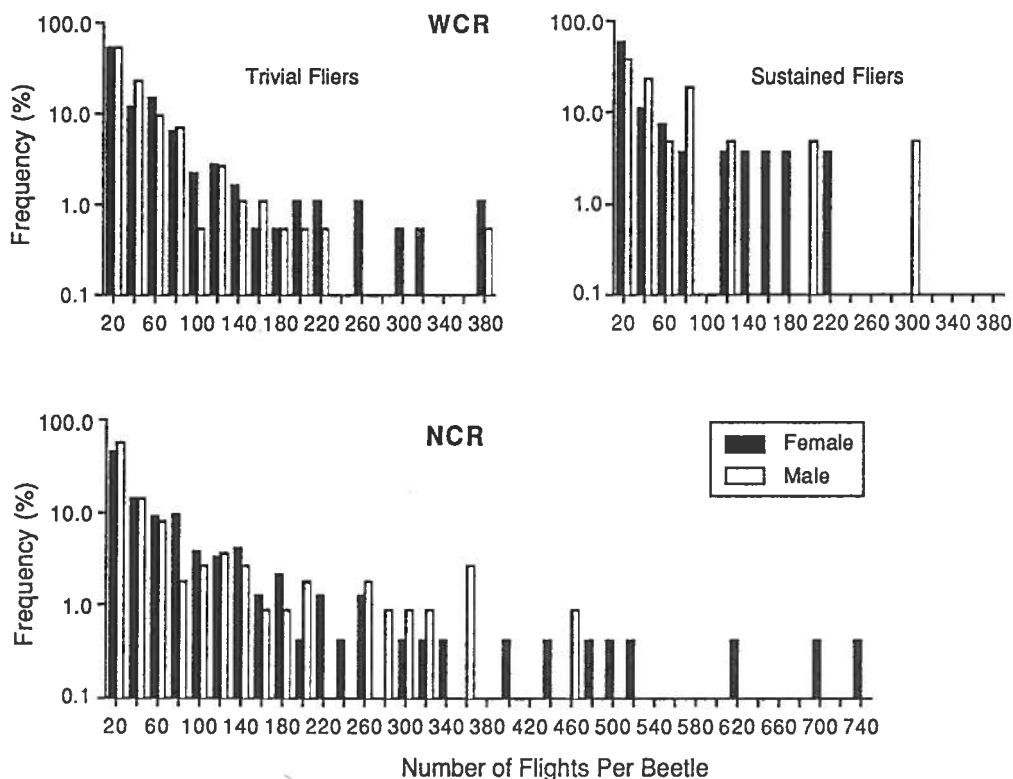 WCR
Trivial Fliers
Frequency (%)
100.0
10.0
1.0
0.1
20 60 100 140 180 220 260 300 340 380
Sustained Fliers
100.0
10.0
1.0
0.1
20 60 100 140 180 220 260 300 340 380
NCR
Female
Male
Frequency (%)
100.0
10.0
1.0
0.1
20 60 100 140 180 220 260 300 340 380 420 460 500 540 580 620 660 700 740
Number of Flights Per Beetle